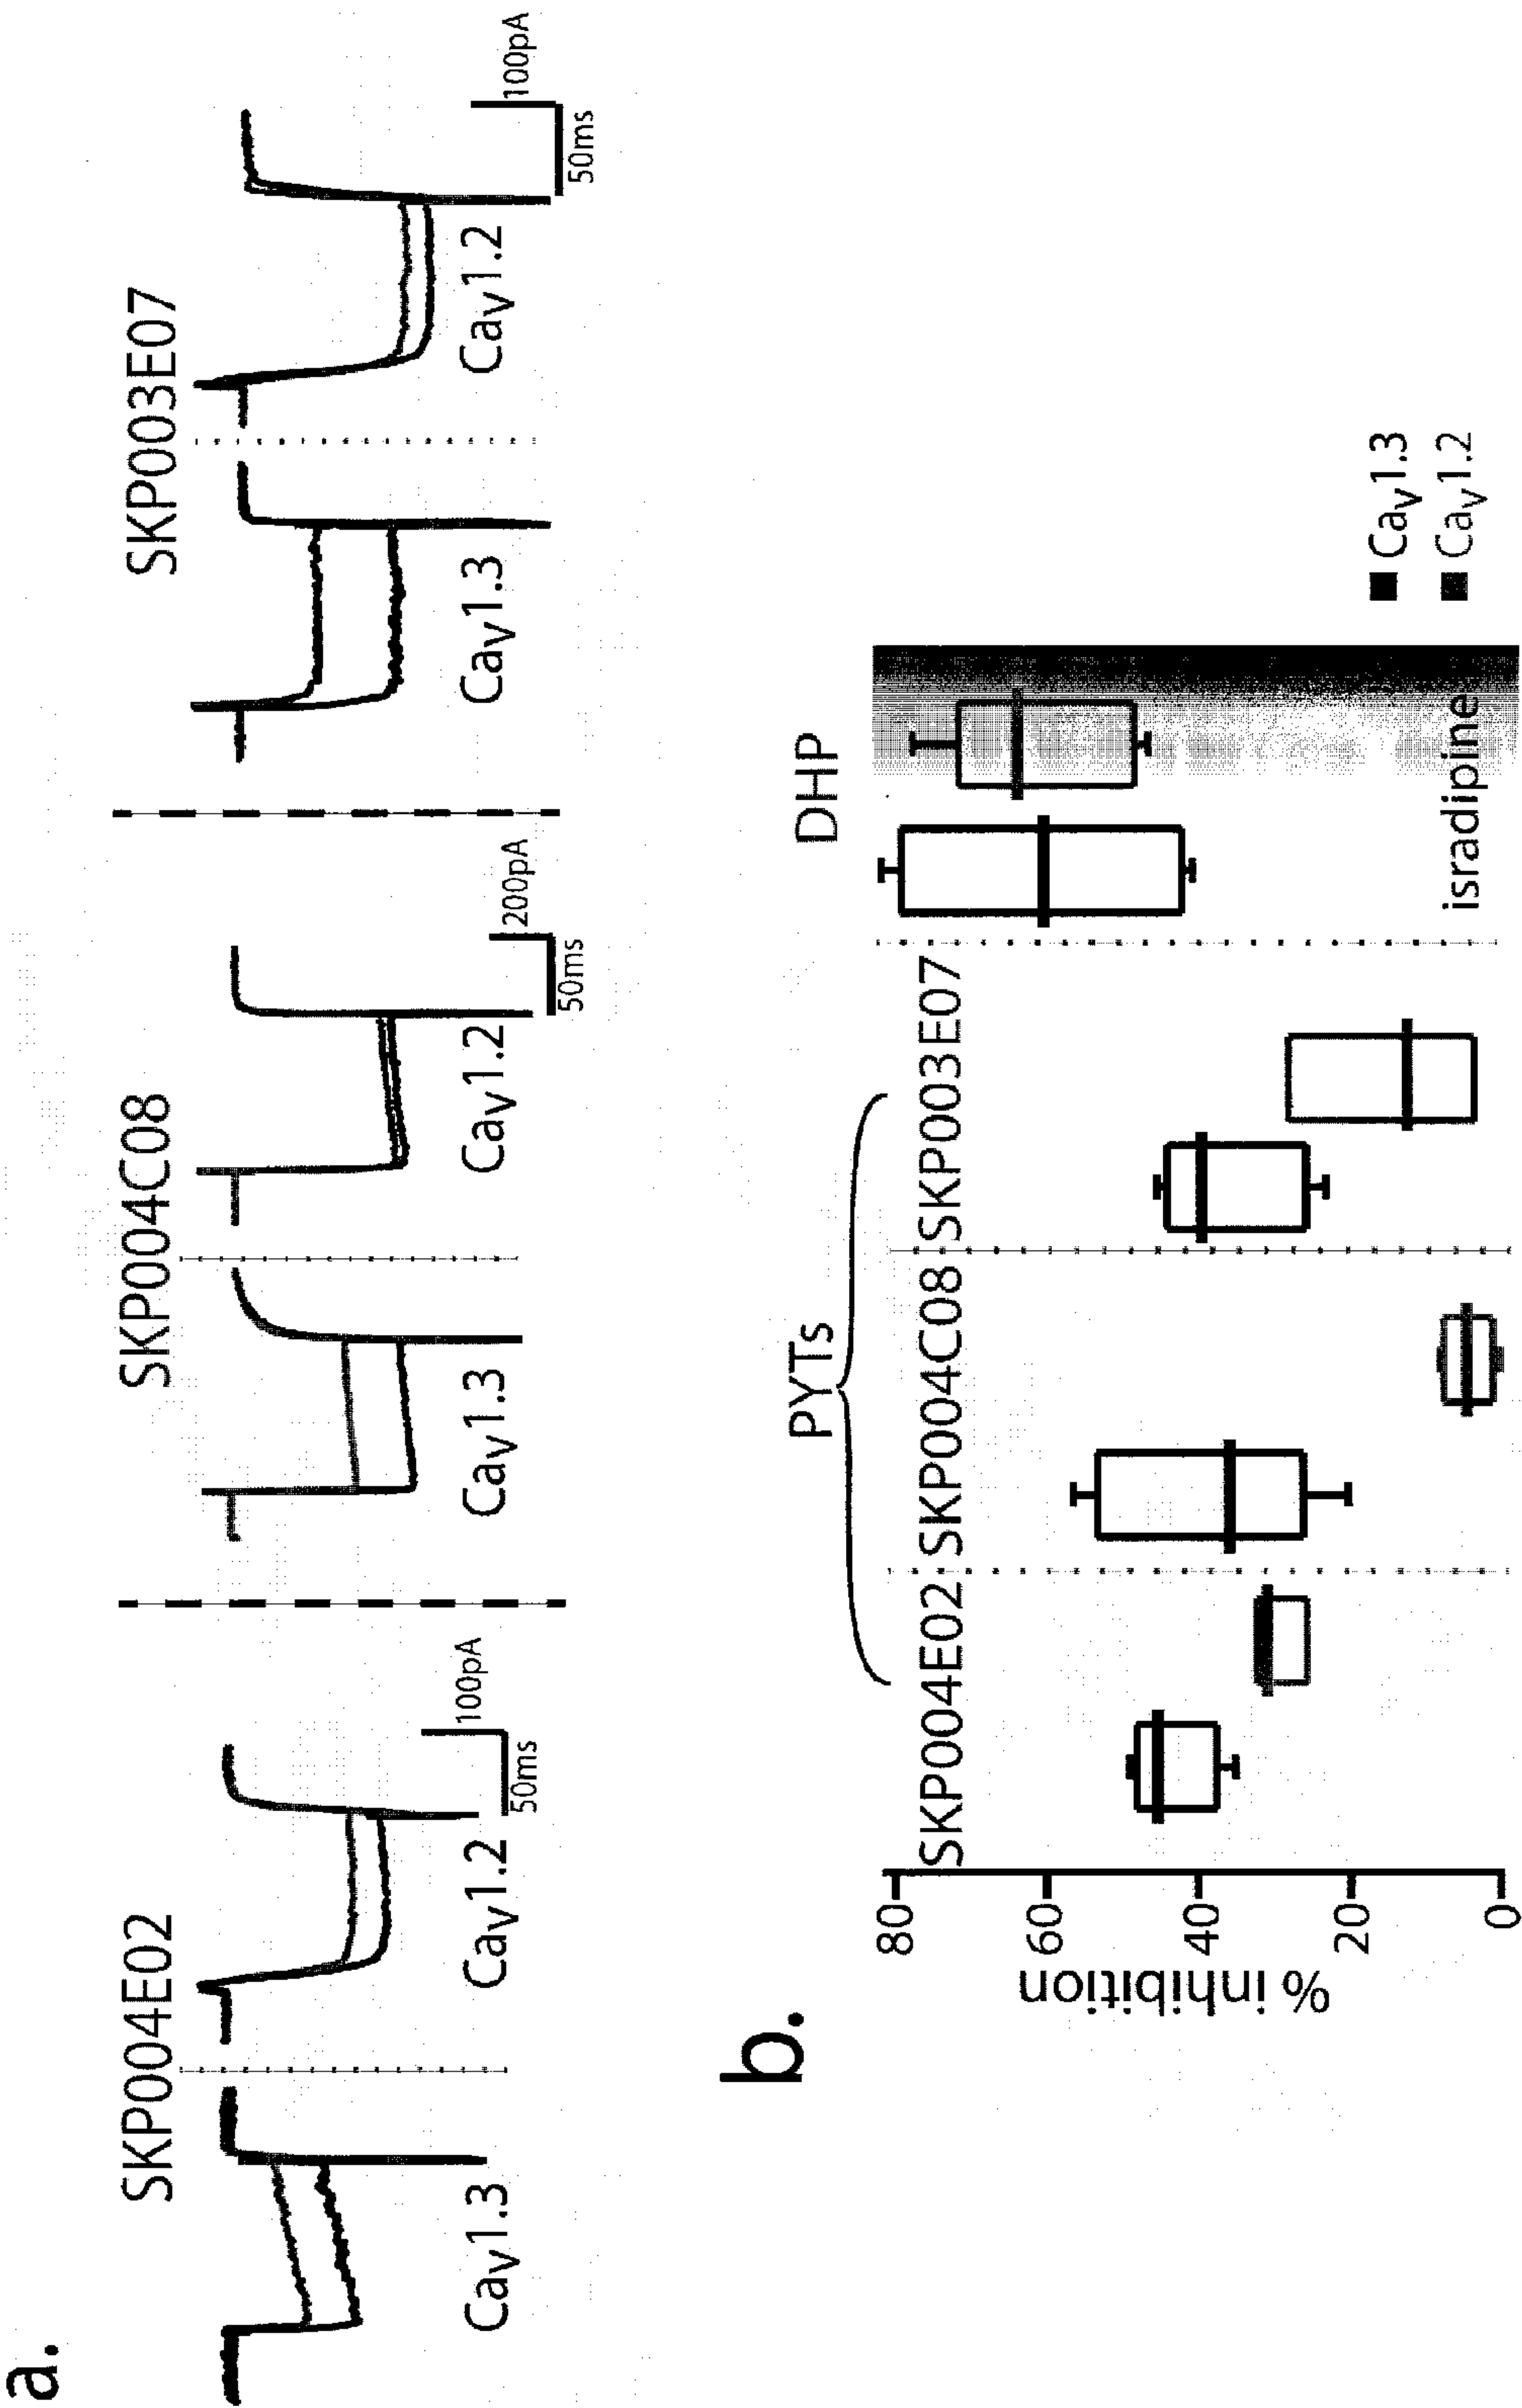 a.
SKP004E02
SKP004C08
SKP003E07
Cav1.3
Cav1.2
100pA
50ms
Cav1.3
Cav1.2
200pA
50ms
Cav1.3
Cav1.2
100pA
50ms
b.
PYTs
DHP
SKP004E02
SKP004C08
SKP003E07
% inhibition
80
60
40
20
0
isradipine
Cav1.3
Cav1.2